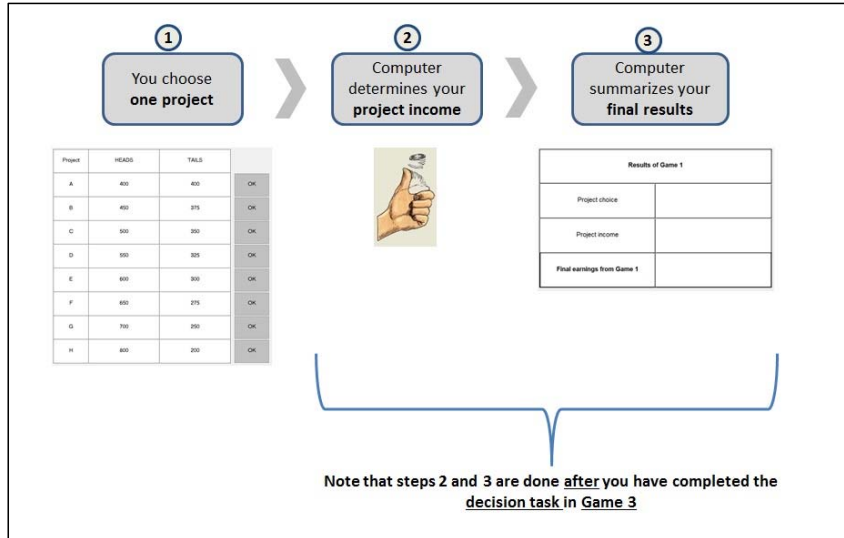 1
You choose
one project
2
Computer
determines your
project income
3
Computer
summarizes your
final results
Project HEADS TAILS
A 400 400 OK
B 450 375 OK
C 500 350 OK
D 550 325 OK
E 600 300 OK
F 650 275 OK
G 700 250 OK
H 800 200 OK
Results of Game 1
Project choice
Project income
Final earnings from Game 1
Note that steps 2 and 3 are done after you have completed the
decision task in Game 3